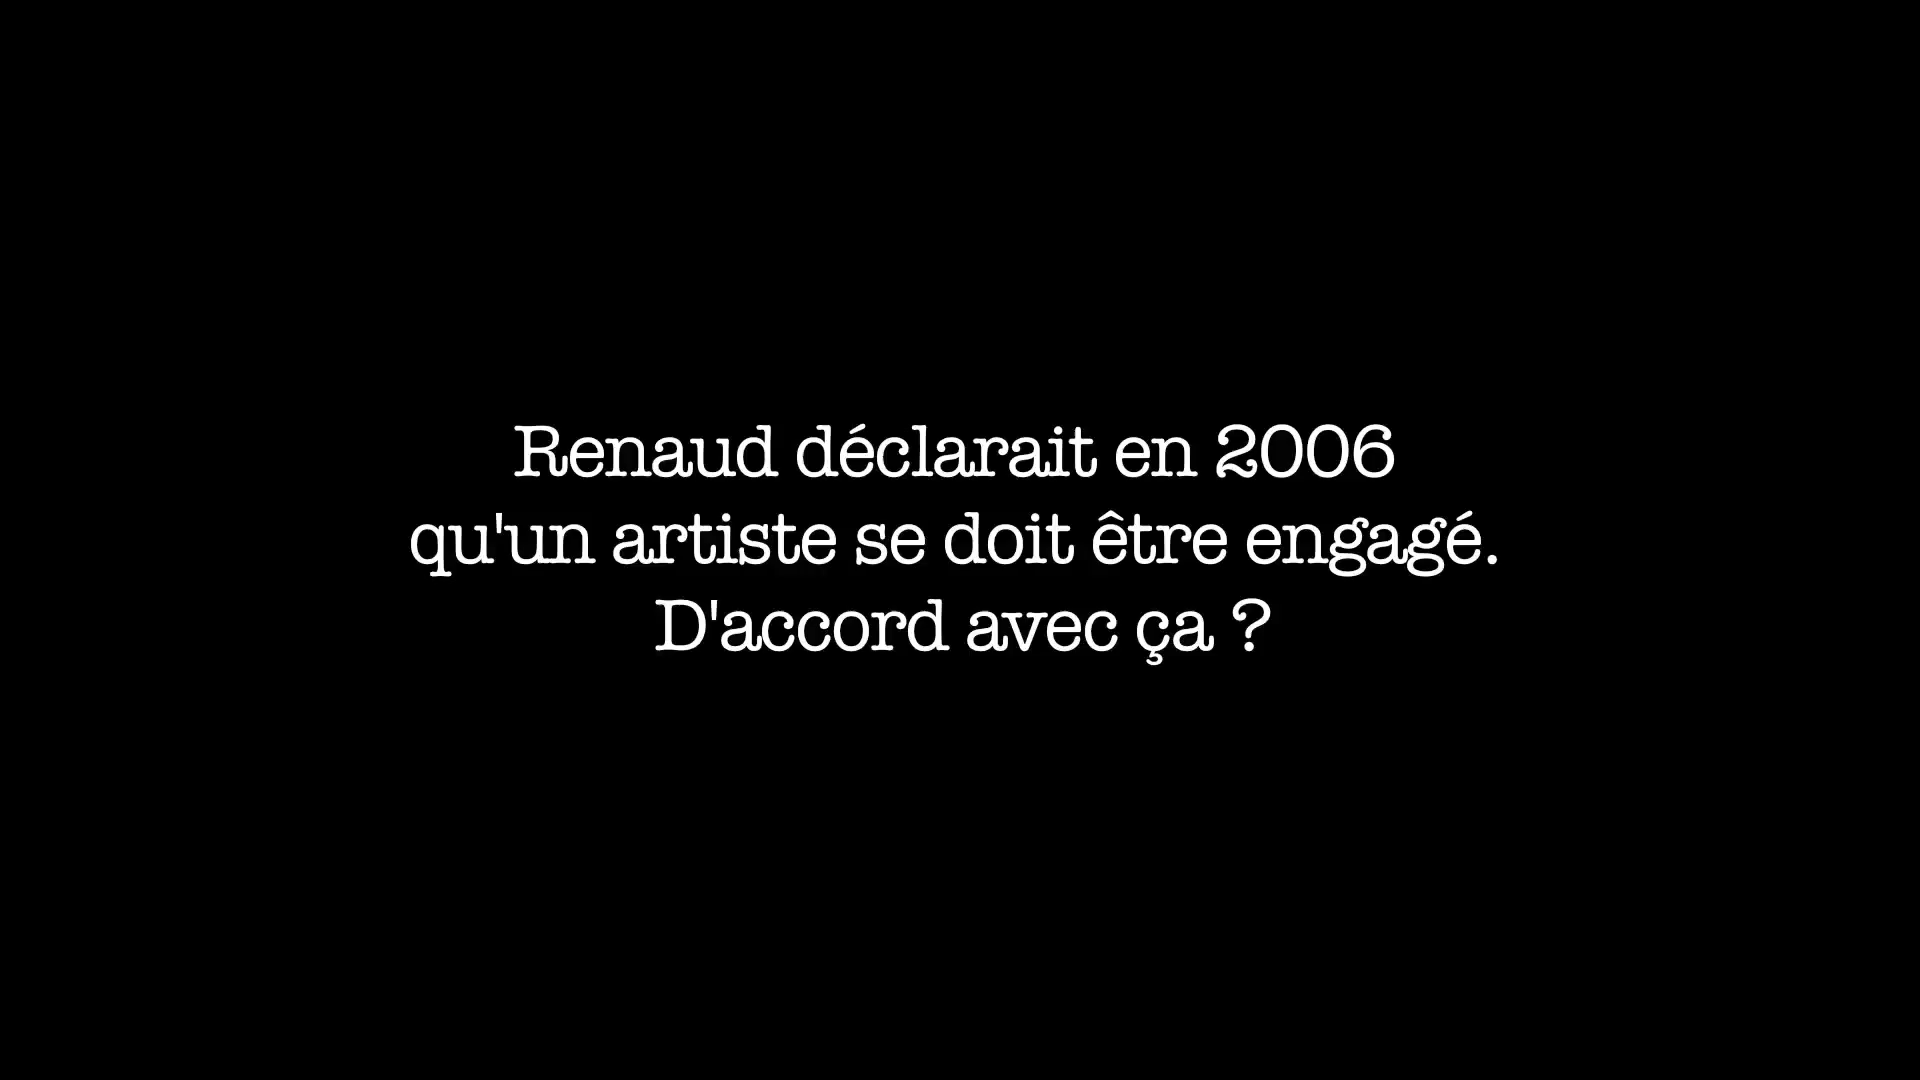 Renaud déclarait en 2006
qu'un artiste se doit être engagé.
D'accord avec ça ?